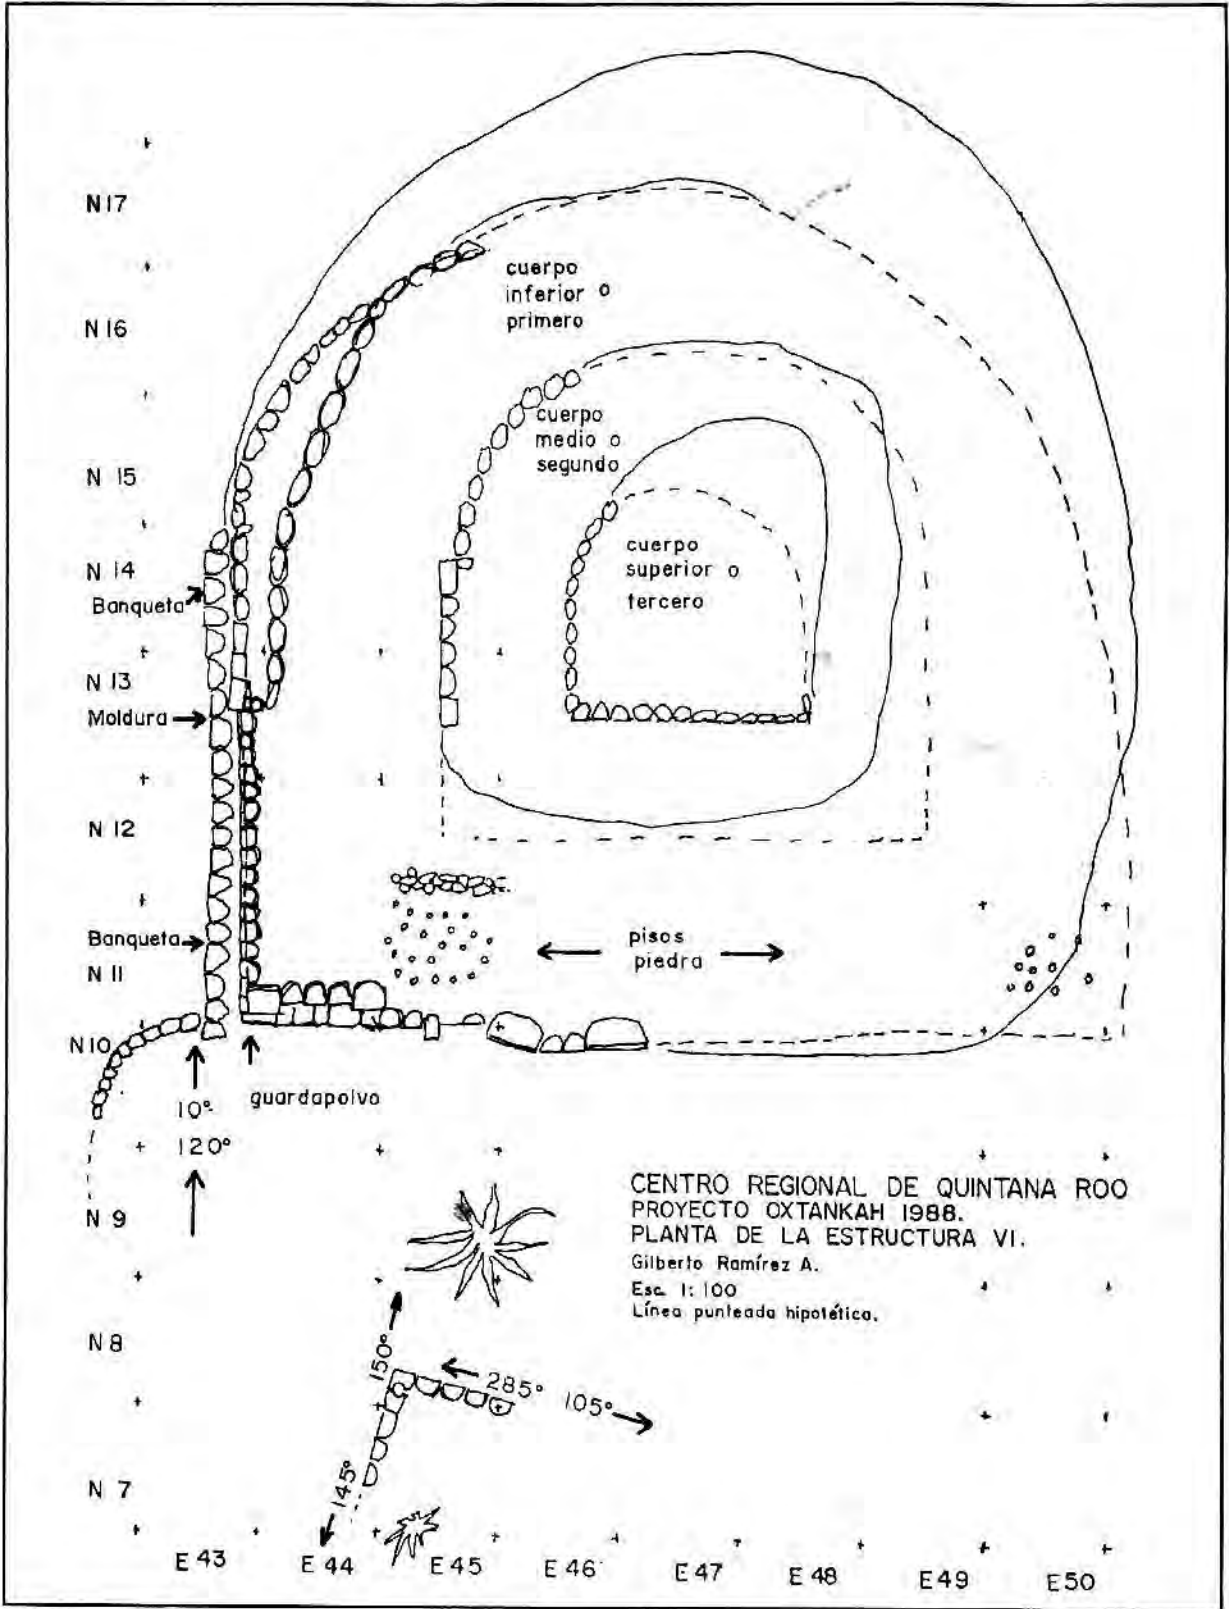 N17
cuerpo
inferior o
primero
N16
cuerpo
medio o
segundo
N 15
cuerpo
superior o
tercero
N 14
Banqueta
N 13
Moldura
N 12
Banqueta
pisos
piedra
N 11
N10
guardapolvo
10°
120°
CENTRO REGIONAL DE QUINTANA ROO
PROYECTO OXTANKAH 1988.
PLANTA DE LA ESTRUCTURA VI.
Gilberto Ramírez A.
Esc. 1:100
Línea punteada hipotética.
N 9
N 8
150°
285° 105°
145°
N 7
E 43 E 44 E 45 E 46 E 47 E 48 E 49 E 50